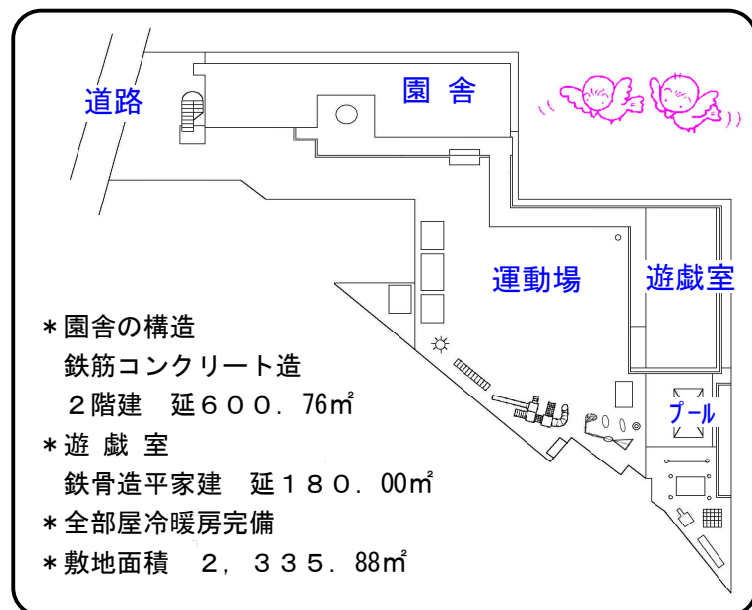 道路
園 舎
運動場
遊戯室
プール
＊園舎の構造
鉄筋コンクリート造
２階建　延６００．76㎡
＊遊 戯 室
鉄骨造平家建　延１８０．00㎡
＊全部屋冷暖房完備
＊敷地面積　２，３３５．88㎡